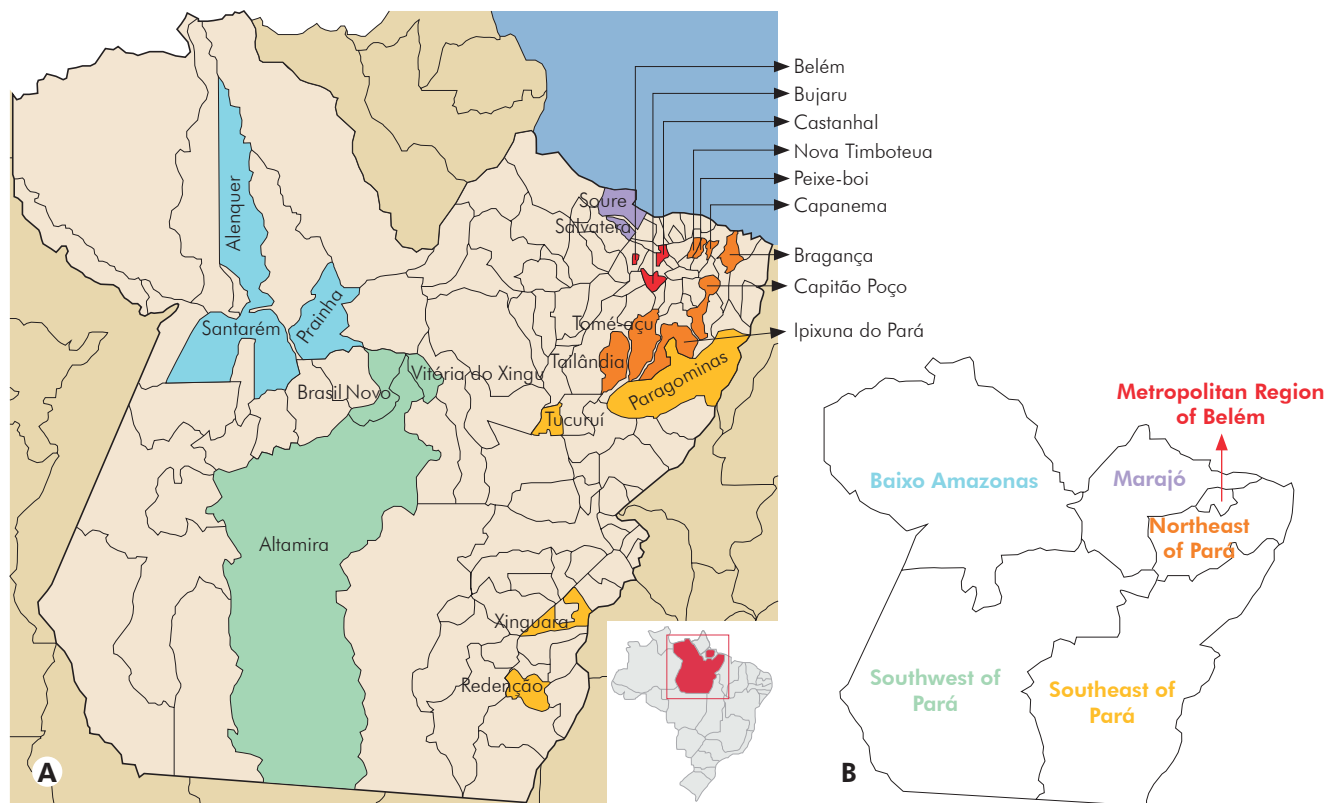 Belém
Bujaru
Castanhal
Nova Timboteua
Peixe-boi
Capanema
Bragança
Capitão Poço
Ipixuna do Pará
Soure
Salvatera
Alenquer
Prainha
Santarém
Tomé-açu
Tailândia
Paragominas
Brasil Novo
Vitória do Xingu
Tucuruí
Altamira
Xinguara
Redenção
A
Metropolitan Region
of Belém
Baixo Amazonas
Marajó
Northeast
of Pará
Southwest of
Pará
Southeast of
Pará
B